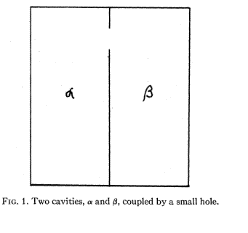 α β
FIG. 1. Two cavities, α and β, coupled by a small hole.